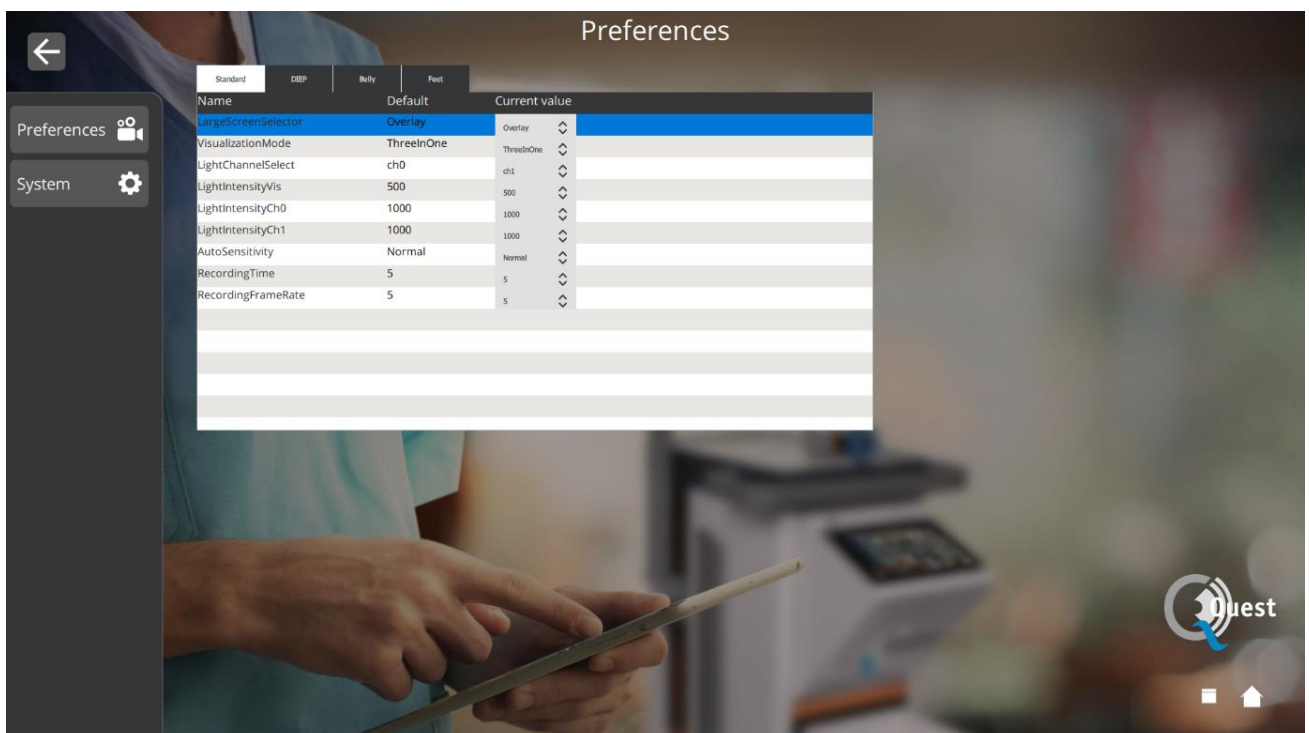 Preferences
Standard DIEP Belly Feet
Name Default Current value
LargeScreenSelector Overlay Overlay
VisualizationMode ThreeInOne ThreeInOne
LightChannelSelect ch0 ch1
LightIntensityVis 500 500
LightIntensityCh0 1000 1000
LightIntensityCh1 1000 1000
AutoSensitivity Normal Normal
RecordingTime 5 5
RecordingFrameRate 5 5
Preferences
System
Quest